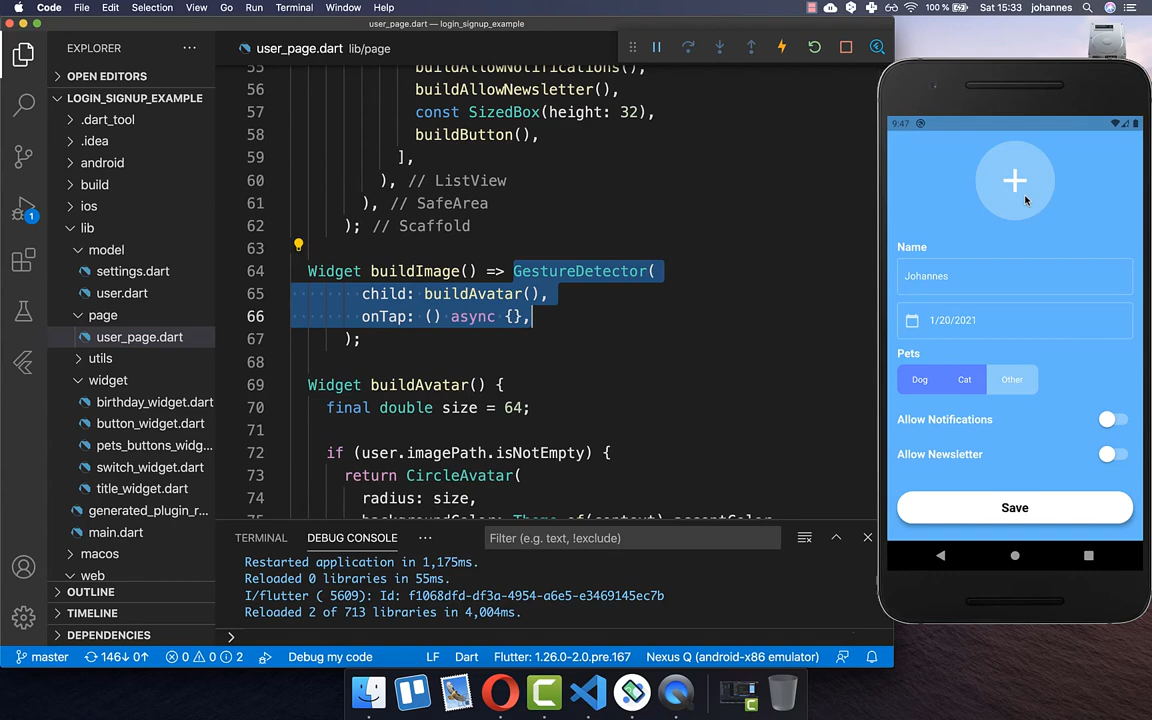 Code File Edit Selection View Go Run Terminal Window Help 100 % Sat 15:33 johannes
user_page.dart — login_signup_example
EXPLORER
OPEN EDITORS
LOGIN_SIGNUP_EXAMPLE
.dart_tool
.idea
android
build
ios
lib
model
settings.dart
user.dart
page
user_page.dart
utils
widget
birthday_widget.dart
button_widget.dart
pets_buttons_widg...
switch_widget.dart
title_widget.dart
generated_plugin_r...
main.dart
macos
web
OUTLINE
TIMELINE
DEPENDENCIES
1
user_page.dart lib/page
55 buildAllowNotifications(),
56 buildAllowNewsletter(),
57 const SizedBox(height: 32),
58 buildButton(),
59 ],
60 ), // ListView
61 ), // SafeArea
62 ); // Scaffold
63
64 Widget buildImage() => GestureDetector(
65 child: buildAvatar(),
66 onTap: () async {},
67 );
68
69 Widget buildAvatar() {
70 final double size = 64;
71
72 if (user.imagePath.isNotEmpty) {
73 return CircleAvatar(
74 radius: size,
75 backgroundColor: Theme.of(context).accentColor,
TERMINAL DEBUG CONSOLE ... Filter (e.g. text, !exclude)
Restarted application in 1,175ms.
Reloaded 0 libraries in 55ms.
I/flutter ( 5609): Id: f1068dfd-df3a-4954-a6e5-e3469145ec7b
Reloaded 2 of 713 libraries in 4,004ms.
master 146↓ 0↑ 0 0 2 Debug my code LF Dart Flutter: 1.26.0-2.0.pre.167 Nexus Q (android-x86 emulator)
9:47
Name
Johannes
1/20/2021
Pets
Dog Cat Other
Allow Notifications
Allow Newsletter
Save